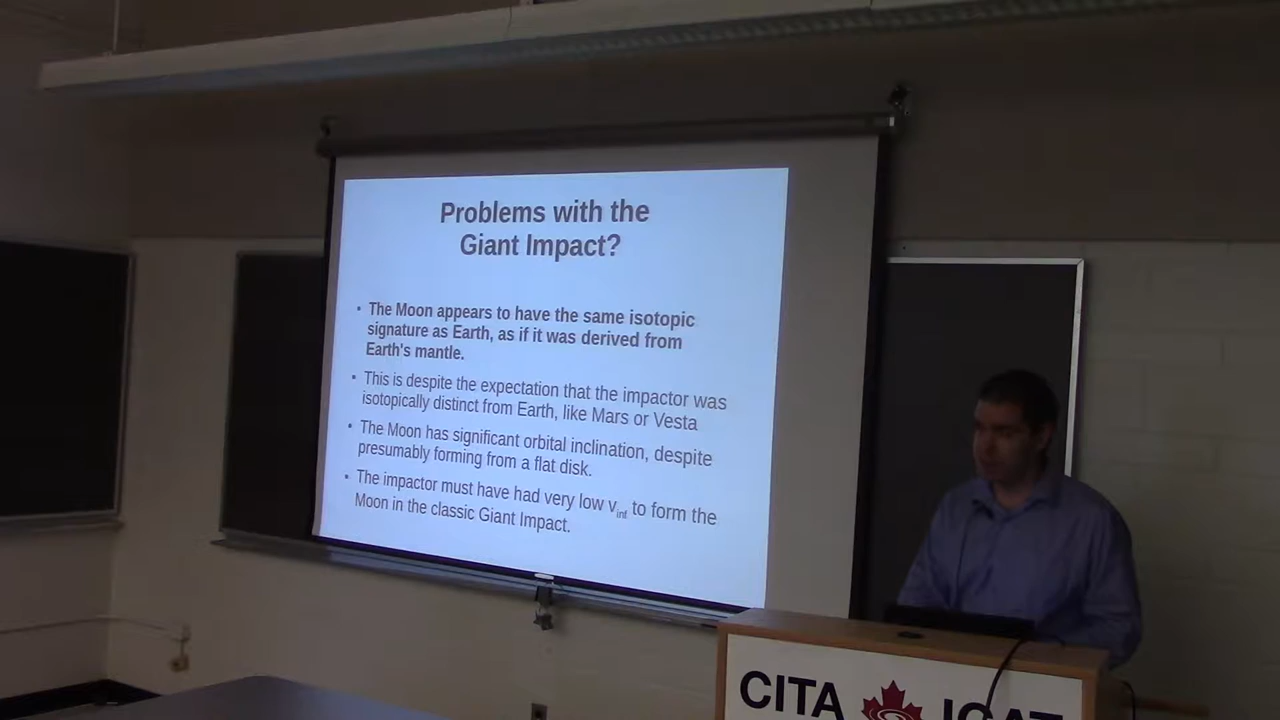 Problems with the
Giant Impact?
• The Moon appears to have the same isotopic
signature as Earth, as if it was derived from
Earth's mantle.
• This is despite the expectation that the impactor was
isotopically distinct from Earth, like Mars or Vesta
• The Moon has significant orbital inclination, despite
presumably forming from a flat disk.
• The impactor must have had very low vinf to form the
Moon in the classic Giant Impact.
CITA ICAT